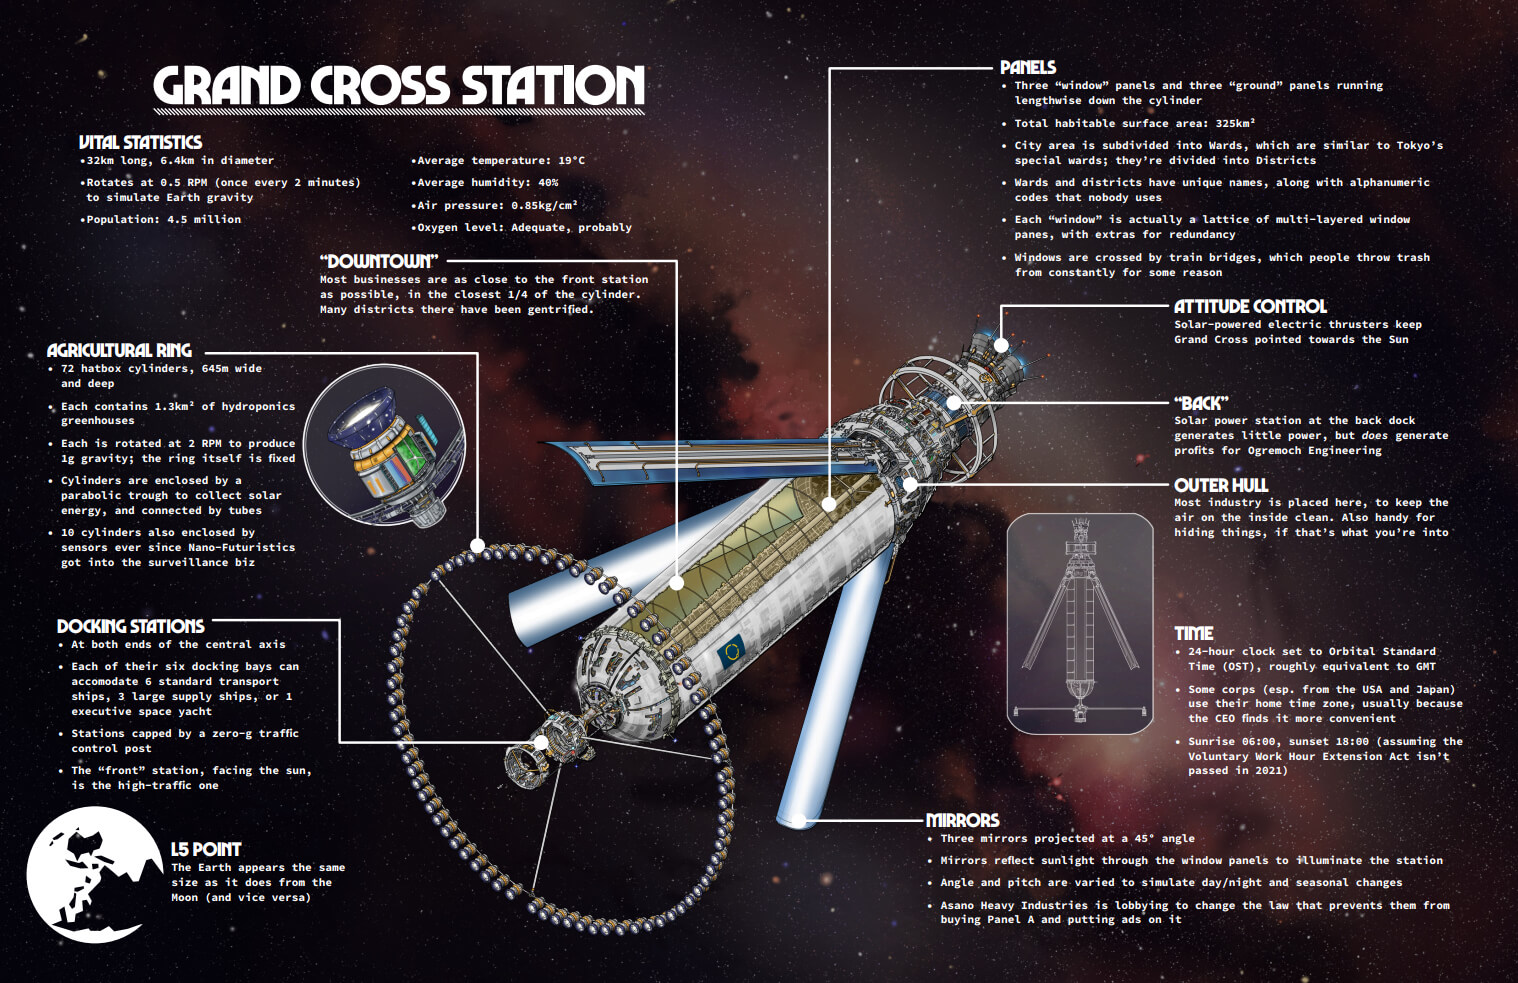 GRAND CROSS STATION
VITAL STATISTICS
•32km long, 6.4km in diameter
•Rotates at 0.5 RPM (once every 2 minutes)
to simulate Earth gravity
•Population: 4.5 million
•Average temperature: 19°C
•Average humidity: 40%
•Air pressure: 0.85kg/cm²
•Oxygen level: Adequate, probably
“DOWNTOWN”
Most businesses are as close to the front station
as possible, in the closest 1/4 of the cylinder.
Many districts there have been gentrified.
AGRICULTURAL RING
• 72 hatbox cylinders, 645m wide
and deep
• Each contains 1.3km² of hydroponics
greenhouses
• Each is rotated at 2 RPM to produce
1g gravity; the ring itself is fixed
• Cylinders are enclosed by a
parabolic trough to collect solar
energy, and connected by tubes
• 10 cylinders also enclosed by
sensors ever since Nano-Futuristics
got into the surveillance biz
DOCKING STATIONS
• At both ends of the central axis
• Each of their six docking bays can
accomodate 6 standard transport
ships, 3 large supply ships, or 1
executive space yacht
• Stations capped by a zero-g traffic
control post
• The “front” station, facing the sun,
is the high-traffic one
L5 POINT
The Earth appears the same
size as it does from the
Moon (and vice versa)
PANELS
• Three “window” panels and three “ground” panels running
lengthwise down the cylinder
• Total habitable surface area: 325km²
• City area is subdivided into Wards, which are similar to Tokyo’s
special wards; they’re divided into Districts
• Wards and districts have unique names, along with alphanumeric
codes that nobody uses
• Each “window” is actually a lattice of multi-layered window
panes, with extras for redundancy
• Windows are crossed by train bridges, which people throw trash
from constantly for some reason
ATTITUDE CONTROL
Solar-powered electric thrusters keep
Grand Cross pointed towards the Sun
“BACK”
Solar power station at the back dock
generates little power, but does generate
profits for Ogremoch Engineering
OUTER HULL
Most industry is placed here, to keep the
air on the inside clean. Also handy for
hiding things, if that’s what you’re into
TIME
• 24-hour clock set to Orbital Standard
Time (OST), roughly equivalent to GMT
• Some corps (esp. from the USA and Japan)
use their home time zone, usually because
the CEO finds it more convenient
• Sunrise 06:00, sunset 18:00 (assuming the
Voluntary Work Hour Extension Act isn’t
passed in 2021)
MIRRORS
• Three mirrors projected at a 45° angle
• Mirrors reflect sunlight through the window panels to illuminate the station
• Angle and pitch are varied to simulate day/night and seasonal changes
• Asano Heavy Industries is lobbying to change the law that prevents them from
buying Panel A and putting ads on it